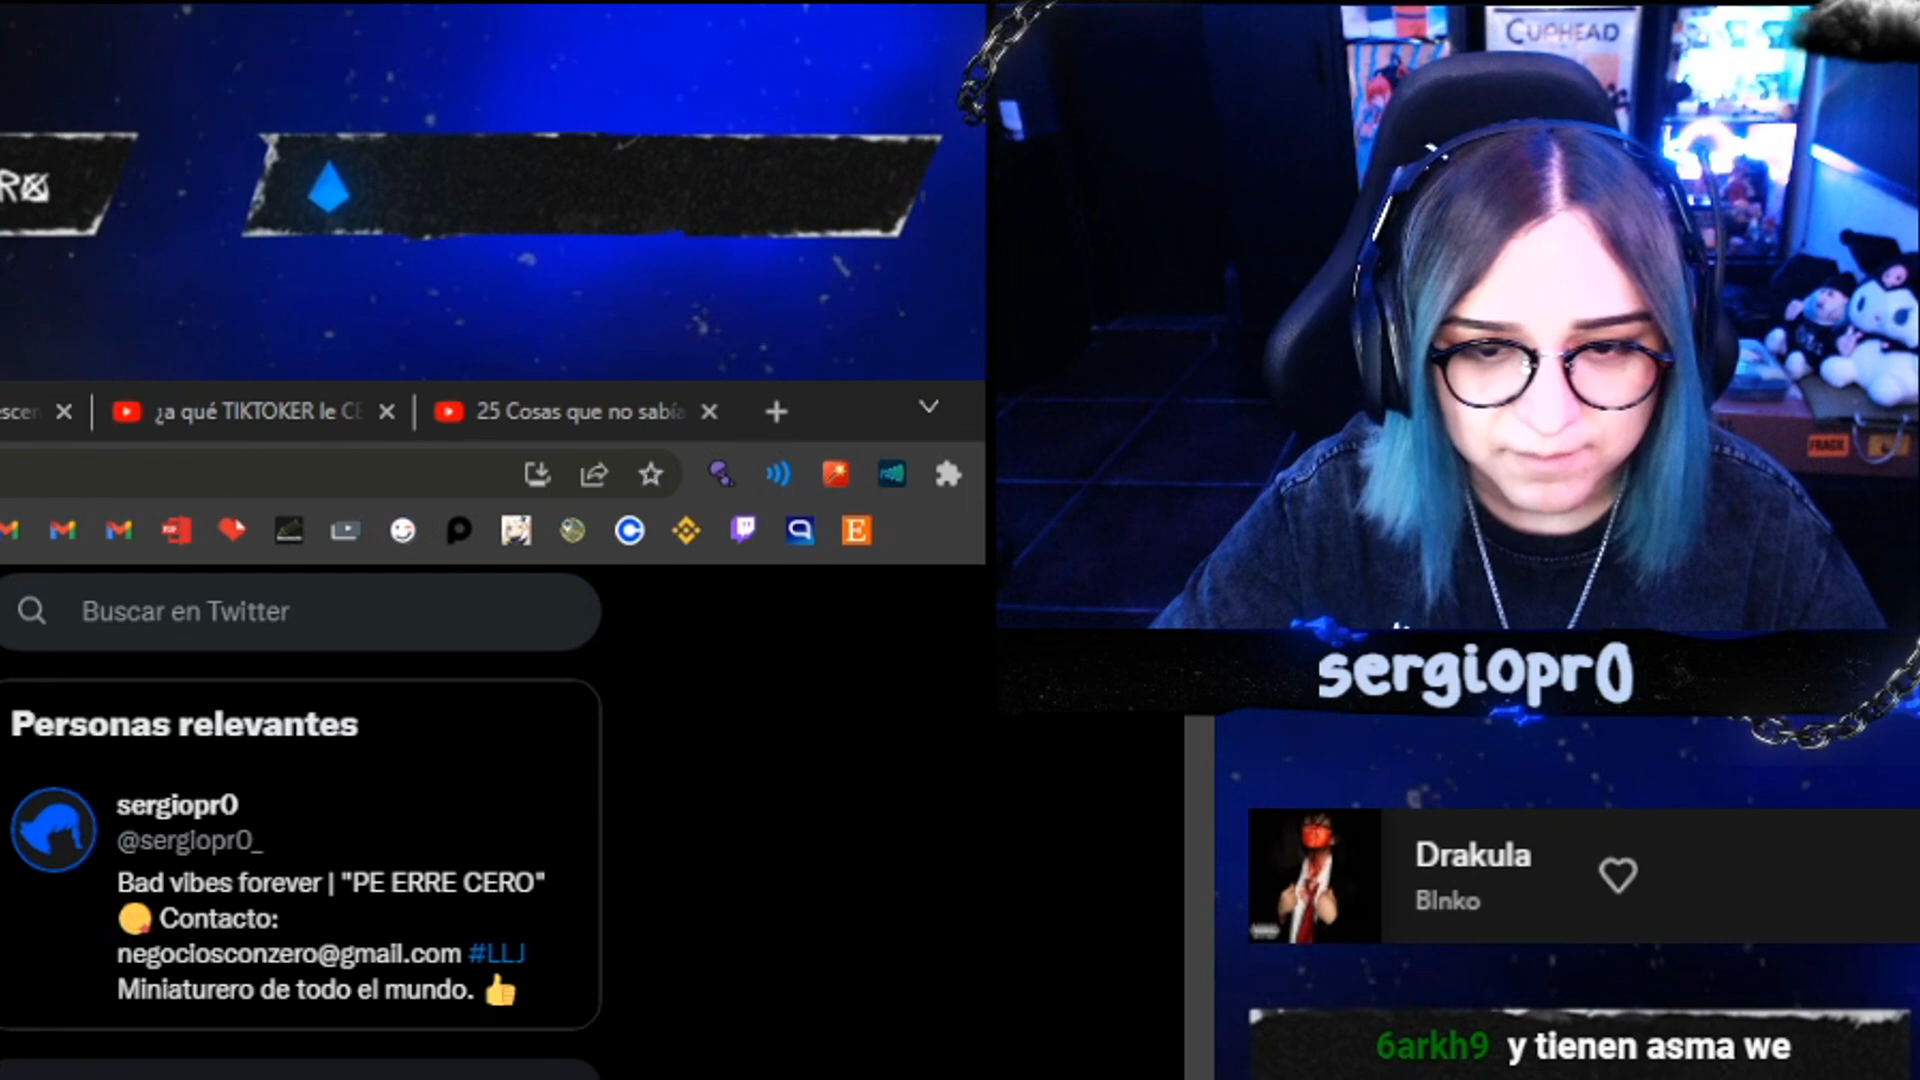 CUPHEAD
escen
¿a qué TIKTOKER le CE
25 Cosas que no sabía
Buscar en Twitter
Personas relevantes
sergiopr0
@sergiopr0_
Bad vibes forever | "PE ERRE CERO"
Contacto:
negociosconzero@gmail.com #LLJ
Miniaturero de todo el mundo.
sergiopr0
Drakula
Blnko
6arkh9 y tienen asma we